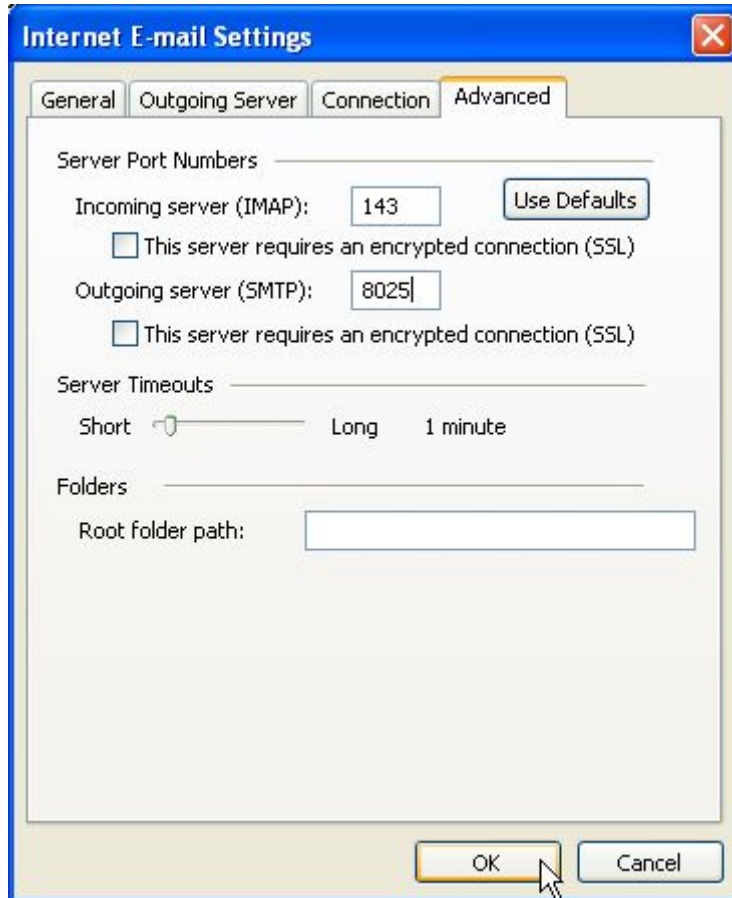 Internet E-mail Settings
General Outgoing Server Connection Advanced
Server Port Numbers
Incoming server (IMAP): 143 Use Defaults
This server requires an encrypted connection (SSL)
Outgoing server (SMTP): 8025
This server requires an encrypted connection (SSL)
Server Timeouts
Short Long 1 minute
Folders
Root folder path:
OK Cancel